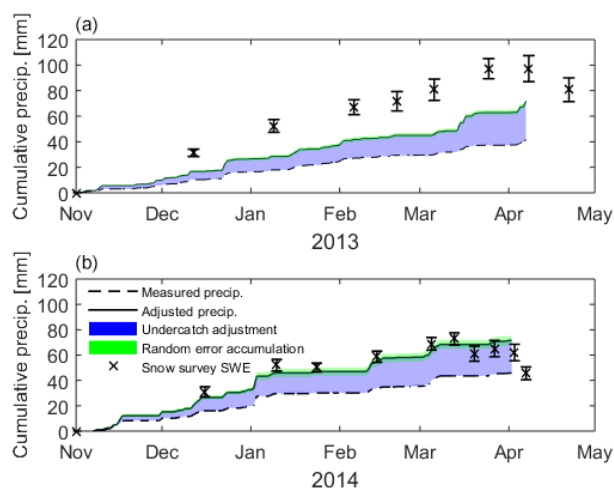 (a)
Cumulative precip. [mm]
120
100
80
60
40
20
0
Nov Dec Jan Feb Mar Apr May
2013
(b)
Cumulative precip. [mm]
120
100
80
60
40
20
0
Measured precip.
Adjusted precip.
Undercatch adjustment
Random error accumulation
Snow survey SWE
Nov Dec Jan Feb Mar Apr May
2014